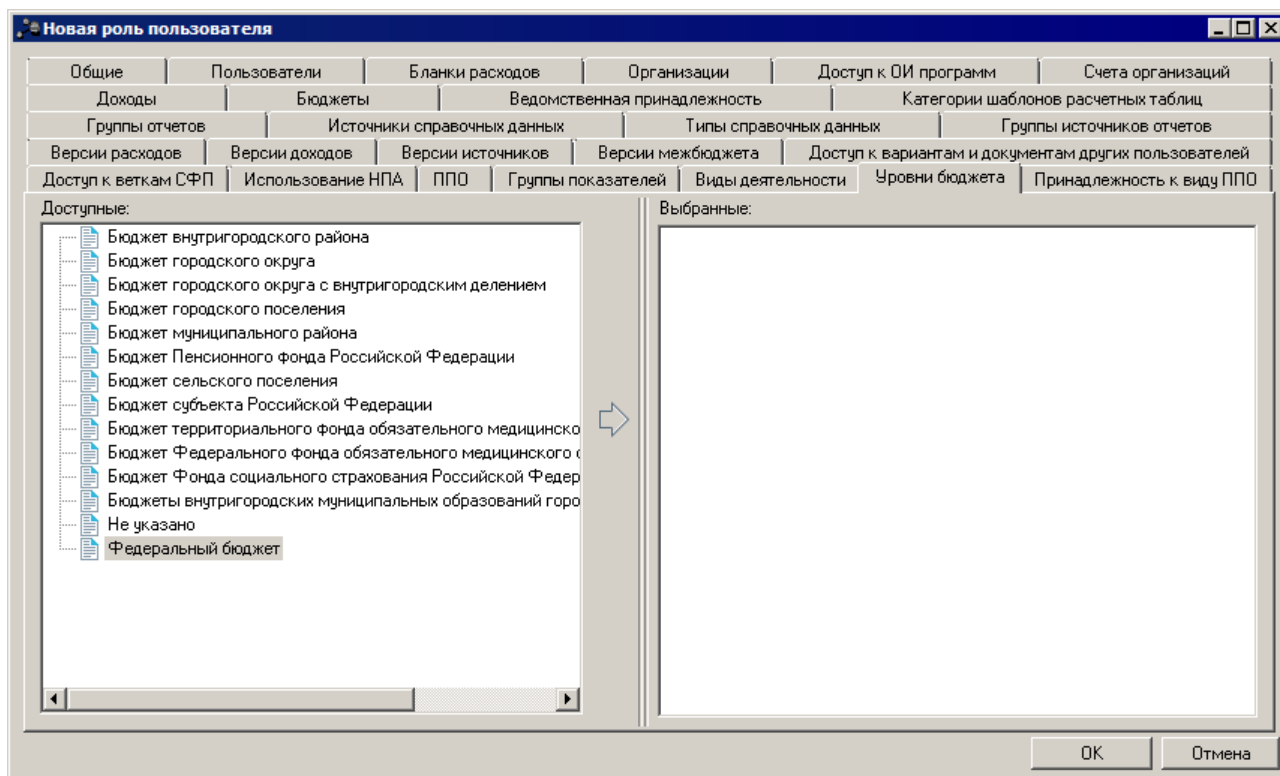 Новая роль пользователя
Общие Пользователи Бланки расходов Организации Доступ к ОИ программ Счета организаций
Доходы Бюджеты Ведомственная принадлежность Категории шаблонов расчетных таблиц
Группы отчетов Источники справочных данных Типы справочных данных Группы источников отчетов
Версии расходов Версии доходов Версии источников Версии межбюджета Доступ к вариантам и документам других пользователей
Доступ к веткам СФП Использование НПА ППО Группы показателей Виды деятельности Уровни бюджета Принадлежность к виду ППО
Доступные: Выбранные:
Бюджет внутригородского района
Бюджет городского округа
Бюджет городского округа с внутригородским делением
Бюджет городского поселения
Бюджет муниципального района
Бюджет Пенсионного фонда Российской Федерации
Бюджет сельского поселения
Бюджет субъекта Российской Федерации
Бюджет территориального фонда обязательного медицинско
Бюджет Федерального фонда обязательного медицинского
Бюджет Фонда социального страхования Российской Федер
Бюджеты внутригородских муниципальных образований горо
Не указано
Федеральный бюджет
OK Отмена